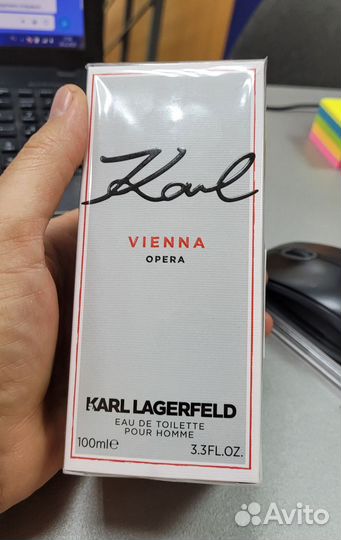 Karl
VIENNA
OPERA
KARL LAGERFELD
EAU DE TOILETTE
POUR HOMME
100ml℮ 3.3FL.OZ.
Avito